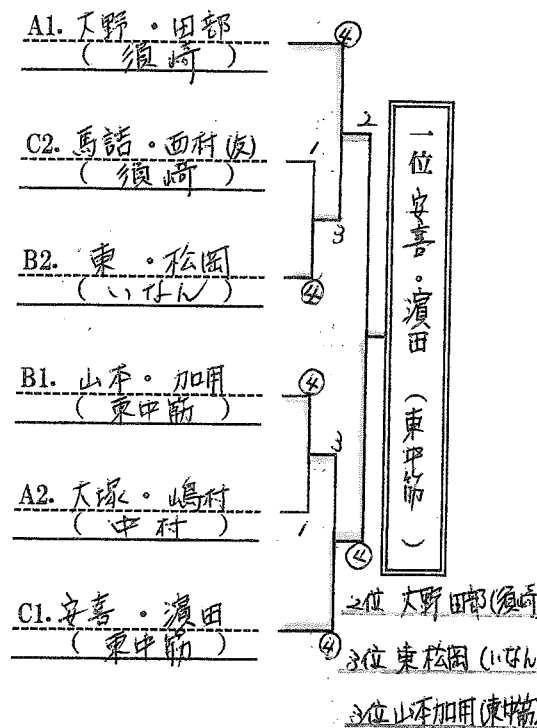 A1. 大野・田部
(須崎)
④
C2. 馬詰・西村(友)
(須崎)
1
2
3
B2. 東・松岡
(いなん)
④
B1. 山本・加用
(東中筋)
④
3
A2. 大塚・嶋村
(中村)
1
④
C1. 安喜・濵田
(東中筋)
④
一位 安喜・濵田 (東中筋)
2位 大野田部(須崎
3位 東松岡(いなん
3位 山本加用(東中筋